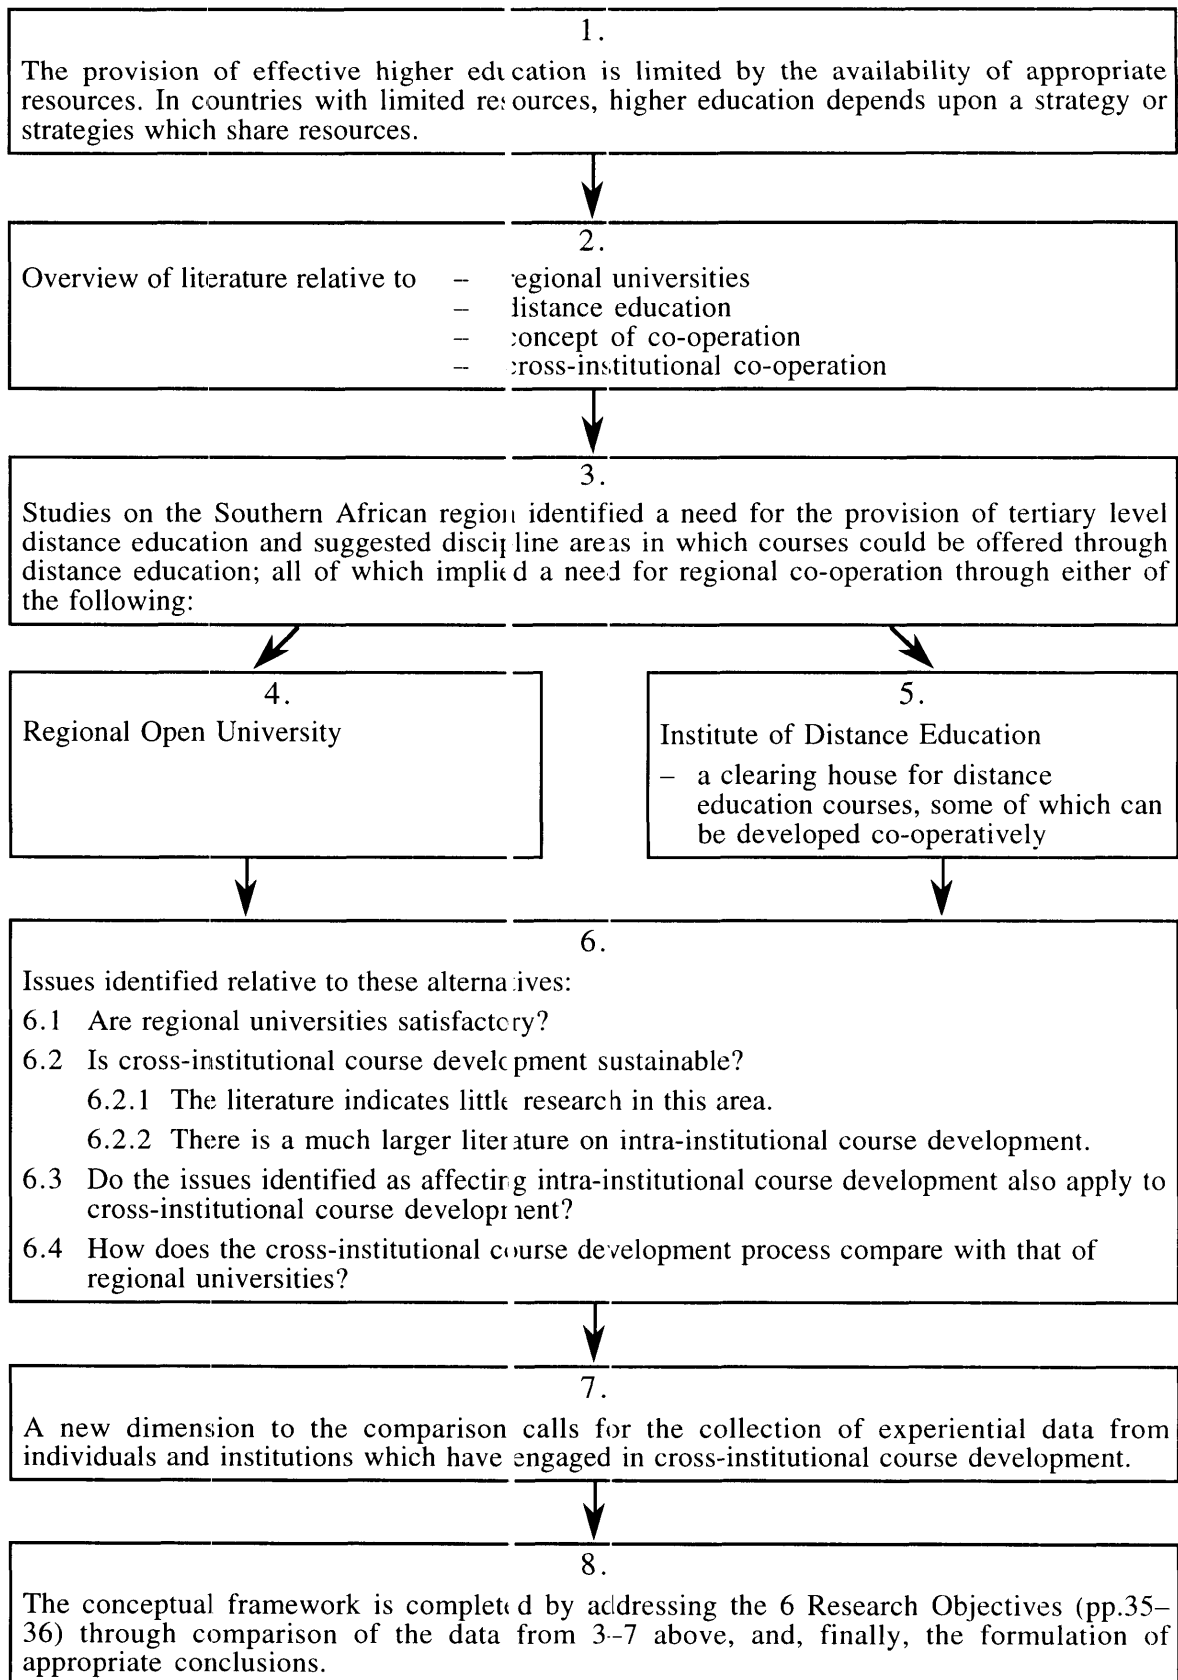 1.
The provision of effective higher education is limited by the availability of appropriate
resources. In countries with limited resources, higher education depends upon a strategy or
strategies which share resources.
2.
Overview of literature relative to – regional universities
– distance education
– concept of co-operation
– cross-institutional co-operation
3.
Studies on the Southern African region identified a need for the provision of tertiary level
distance education and suggested discipline areas in which courses could be offered through
distance education; all of which implied a need for regional co-operation through either of
the following:
4.
Regional Open University
5.
Institute of Distance Education
– a clearing house for distance
education courses, some of which can
be developed co-operatively
6.
Issues identified relative to these alternatives:
6.1 Are regional universities satisfactory?
6.2 Is cross-institutional course development sustainable?
6.2.1 The literature indicates little research in this area.
6.2.2 There is a much larger literature on intra-institutional course development.
6.3 Do the issues identified as affecting intra-institutional course development also apply to
cross-institutional course development?
6.4 How does the cross-institutional course development process compare with that of
regional universities?
7.
A new dimension to the comparison calls for the collection of experiential data from
individuals and institutions which have engaged in cross-institutional course development.
8.
The conceptual framework is completed by addressing the 6 Research Objectives (pp.35–
36) through comparison of the data from 3–7 above, and, finally, the formulation of
appropriate conclusions.